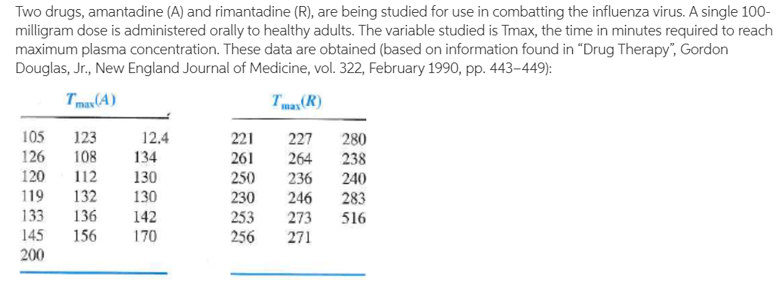 Two drugs, amantadine (A) and rimantadine (R), are being studied for use in combatting the influenza virus. A single 100-
milligram dose is administered orally to healthy adults. The variable studied is Tmax, the time in minutes required to reach
maximum plasma concentration. These data are obtained (based on information found in "Drug Therapy", Gordon
Douglas, Jr., New England Journal of Medicine, vol. 322, February 1990, pp. 443–449):
Tmax(A) Tmax(R)
105 123 12.4 221 227 280
126 108 134 261 264 238
120 112 130 250 236 240
119 132 130 230 246 283
133 136 142 253 273 516
145 156 170 256 271
200